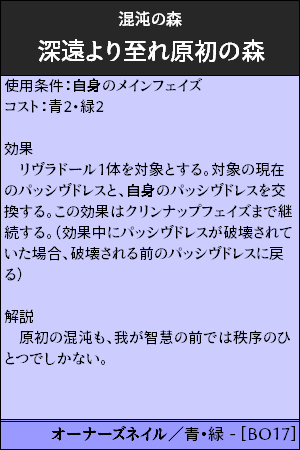 混沌の森
深遠より至れ原初の森
使用条件：自身のメインフェイズ
コスト：青2・緑2
効果
　リヴラドール1体を対象とする。対象の現在
のパッシヴドレスと、自身のパッシヴドレスを交
換する。この効果はクリンナップフェイズまで継
続する。（効果中にパッシヴドレスが破壊されて
いた場合、破壊される前のパッシヴドレスに戻
る）
解説
　原初の混沌も、我が智慧の前では秩序のひ
とつでしかない。
オーナーズネイル／青・緑 - [BO17]